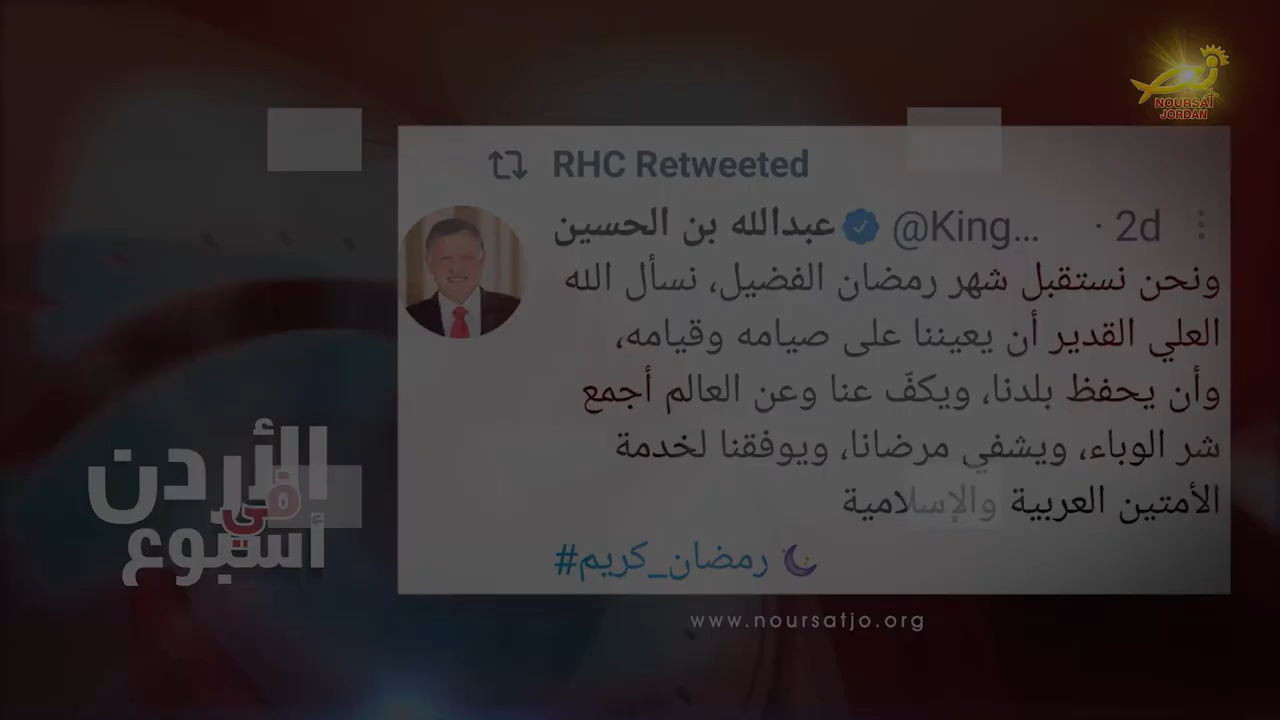 NOURSAT
JORDAN
RHC Retweeted
عبدالله بن الحسين @King... · 2d
ونحن نستقبل شهر رمضان الفضيل، نسأل الله
العلي القدير أن يعيننا على صيامه وقيامه،
وأن يحفظ بلدنا، ويكفّ عنا وعن العالم أجمع
شر الوباء، ويشفي مرضانا، ويوفقنا لخدمة
الأمتين العربية والإسلامية
#رمضان_كريم
الأردن
في
أسبوع
www.noursatjo.org